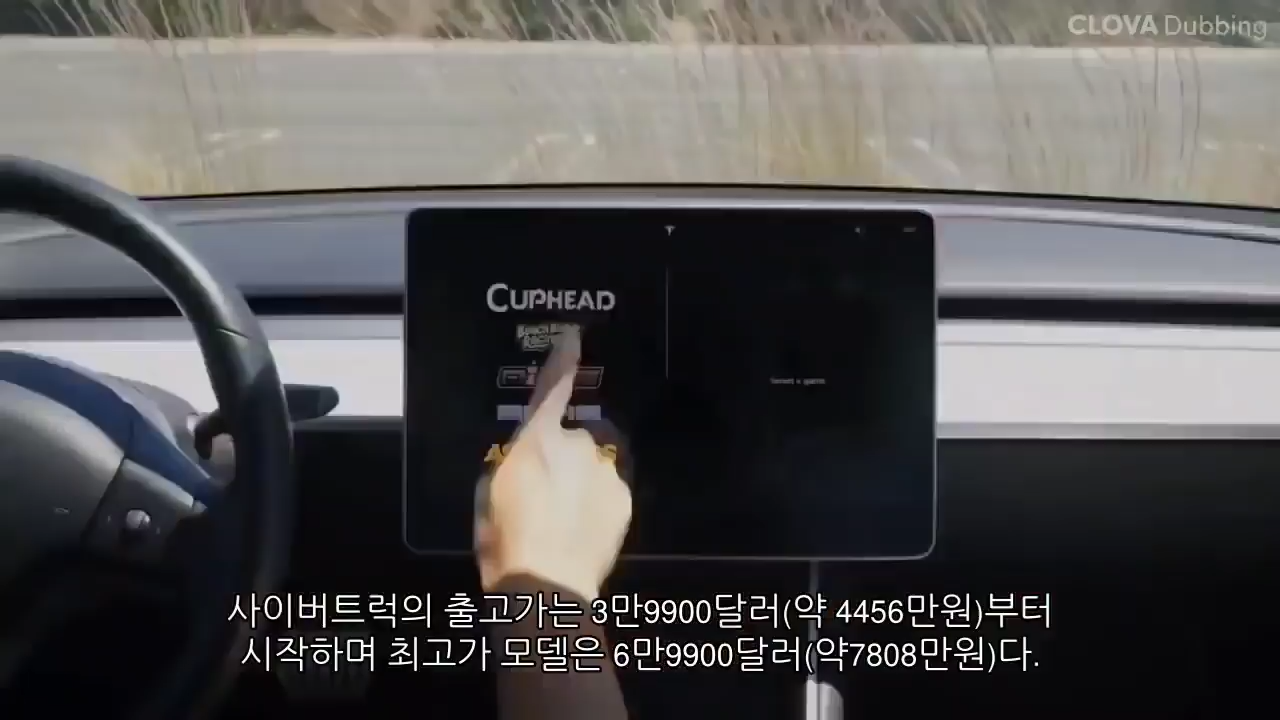 CLOVA Dubbing
CUPHEAD
Select a game
사이버트럭의 출고가는 3만9900달러(약 4456만원)부터
시작하며 최고가 모델은 6만9900달러(약7808만원)다.